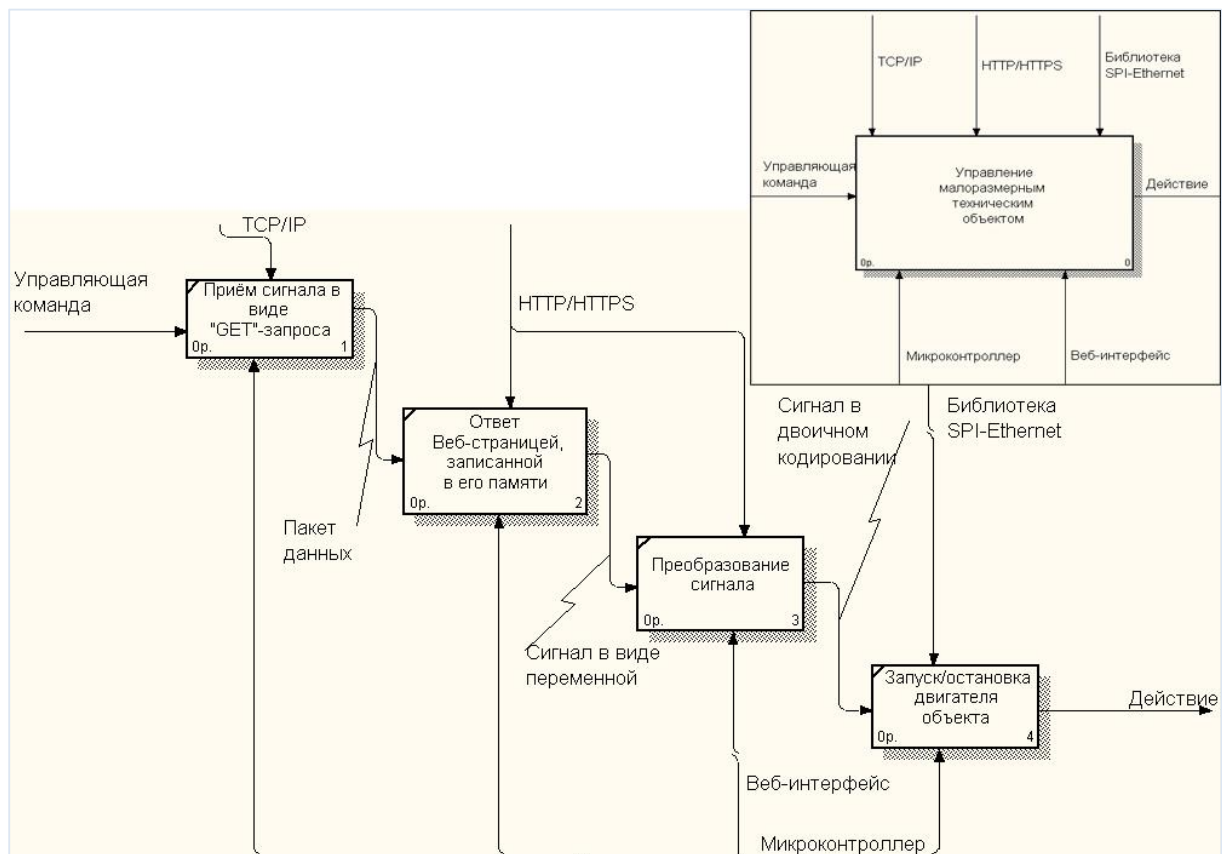 TCP/IP
HTTP/HTTPS
Библиотека
SPI-Ethernet
Управляющая
команда
Управление
малоразмерным
техническим
объектом
0р.
0
Действие
Микроконтроллер
Веб-интерфейс
TCP/IP
Управляющая
команда
Приём сигнала в
виде
"GET"-запроса
0р.
1
HTTP/HTTPS
Пакет
данных
Ответ
Веб-страницей,
записанной
в его памяти
0р.
2
Сигнал в виде
переменной
Преобразование
сигнала
0р.
3
Сигнал в
двоичном
кодировании
Библиотека
SPI-Ethernet
Запуск/остановка
двигателя
объекта
0р.
4
Действие
Веб-интерфейс
Микроконтроллер